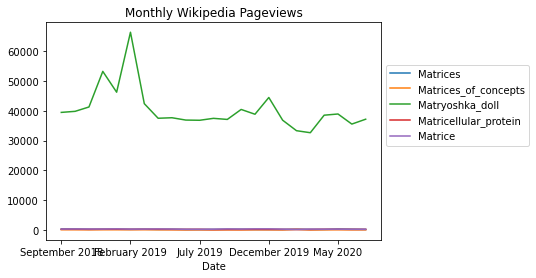 Monthly Wikipedia Pageviews
60000
50000
40000
30000
20000
10000
0
September 2018
February 2019
July 2019
December 2019
May 2020
Date
Matrices
Matrices_of_concepts
Matryoshka_doll
Matricellular_protein
Matrice